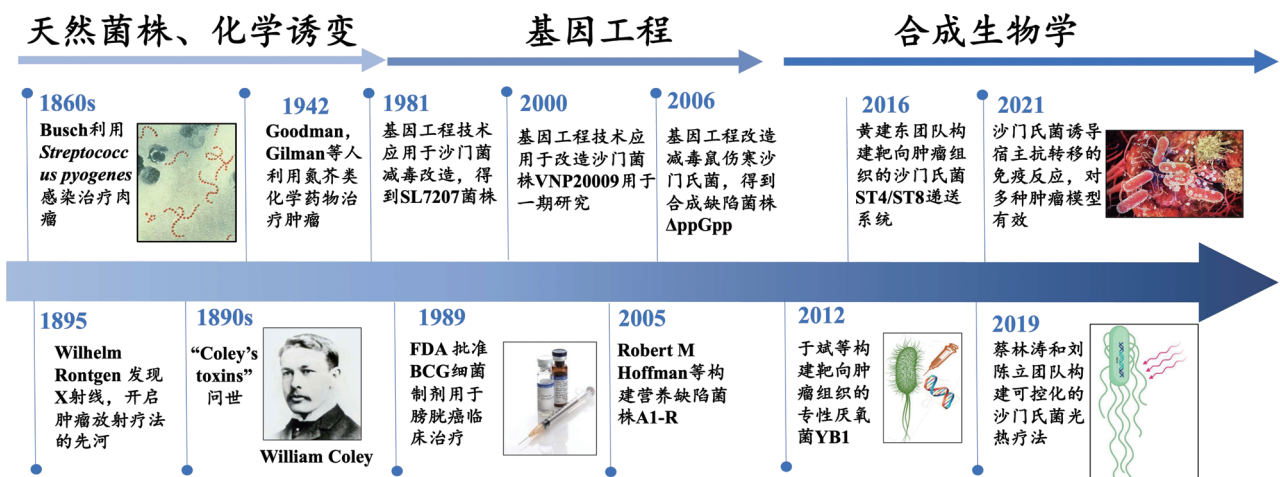 天然菌株、化学诱变
基因工程
合成生物学
1860s
Busch利用
Streptococc
us pyogenes
感染治疗肉
瘤
1942
Goodman，
Gilman等人
利用氮芥类
化学药物治
疗肿瘤
1981
基因工程技术
应用于沙门菌
减毒改造，得
到SL7207菌株
2000
基因工程技术应
用于改造沙门菌
株VNP20009用于
一期研究
2006
基因工程改造
减毒鼠伤寒沙
门氏菌，得到
合成缺陷菌株
ΔppGpp
2016
黄建东团队构
建靶向肿瘤组
织的沙门氏菌
ST4/ST8递送
系统
2021
沙门氏菌诱导
宿主抗转移的
免疫反应，对
多种肿瘤模型
有效
1895
Wilhelm
Rontgen 发现
X射线，开启
肿瘤放射疗法
的先河
1890s
“Coley’s
toxins”
问世
William Coley
1989
FDA 批准
BCG细菌
制剂用于
膀胱癌临
床治疗
2005
Robert M
Hoffman等构
建营养缺陷菌
株A1-R
2012
于斌等构
建靶向肿
瘤组织的
专性厌氧
菌YB1
2019
蔡林涛和刘
陈立团队构
建可控化的
沙门氏菌光
热疗法